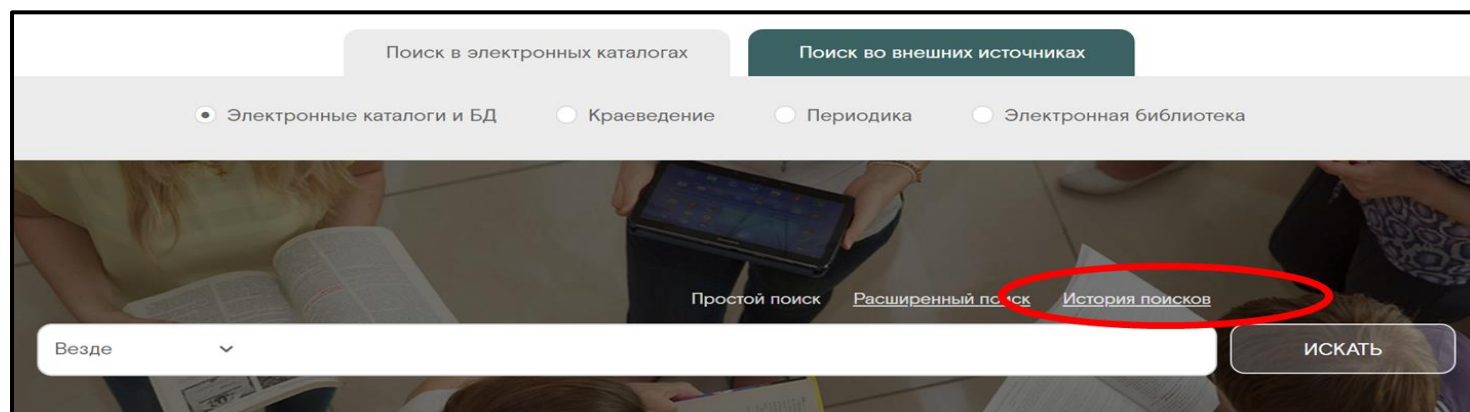 Поиск в электронных каталогах Поиск во внешних источниках
Электронные каталоги и БД Краеведение Периодика Электронная библиотека
Простой поиск Расширенный поиск История поисков
Везде ИСКАТЬ